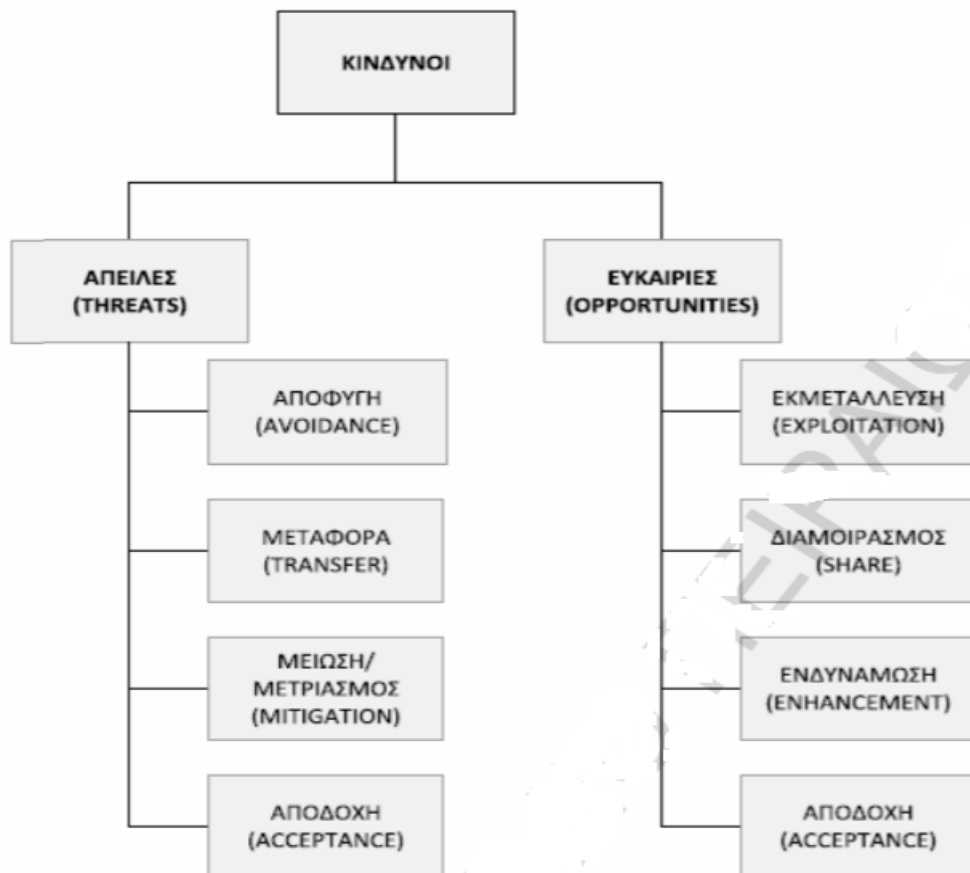 ΚΙΝΔΥΝΟΙ
ΑΠΕΙΛΕΣ
(THREATS)
ΑΠΟΦΥΓΗ
(AVOIDANCE)
ΜΕΤΑΦΟΡΑ
(TRANSFER)
ΜΕΙΩΣΗ/
ΜΕΤΡΙΑΣΜΟΣ
(MITIGATION)
ΑΠΟΔΟΧΗ
(ACCEPTANCE)
ΕΥΚΑΙΡΙΕΣ
(OPPORTUNITIES)
ΕΚΜΕΤΑΛΛΕΥΣΗ
(EXPLOITATION)
ΔΙΑΜΟΙΡΑΣΜΟΣ
(SHARE)
ΕΝΔΥΝΑΜΩΣΗ
(ENHANCEMENT)
ΑΠΟΔΟΧΗ
(ACCEPTANCE)